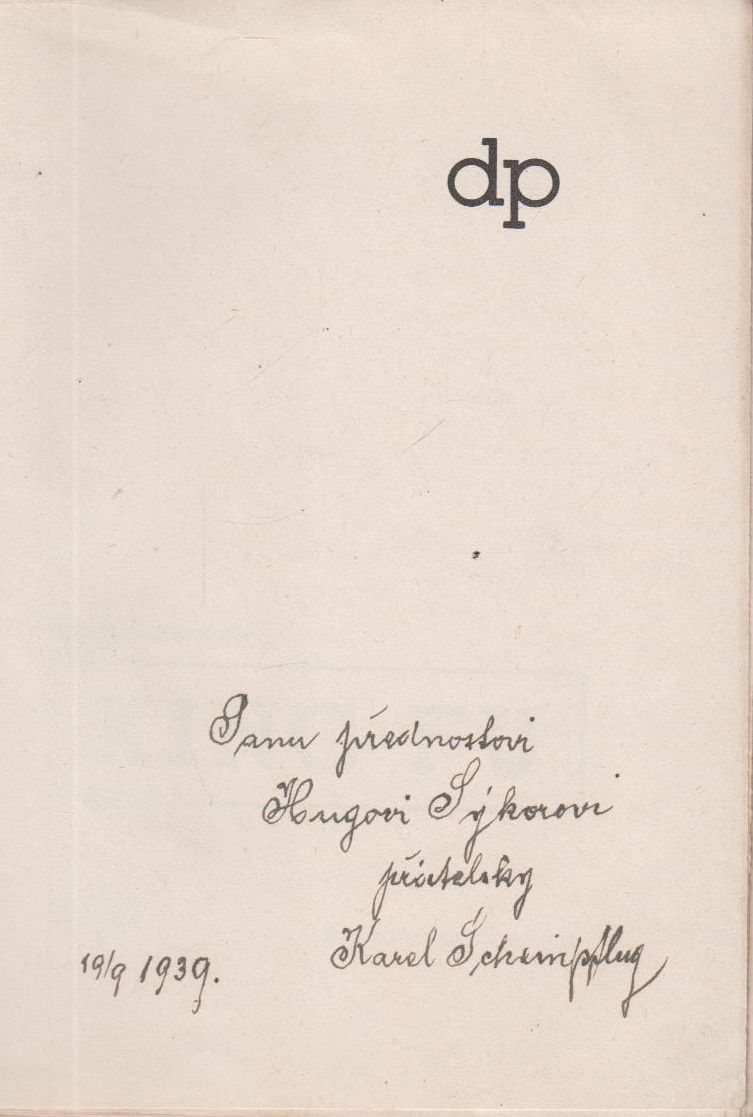 dp
Panu přednostovi
Hugovi Sýkorovi
přátelsky
Karel Scheinpflug
19/9 1939.